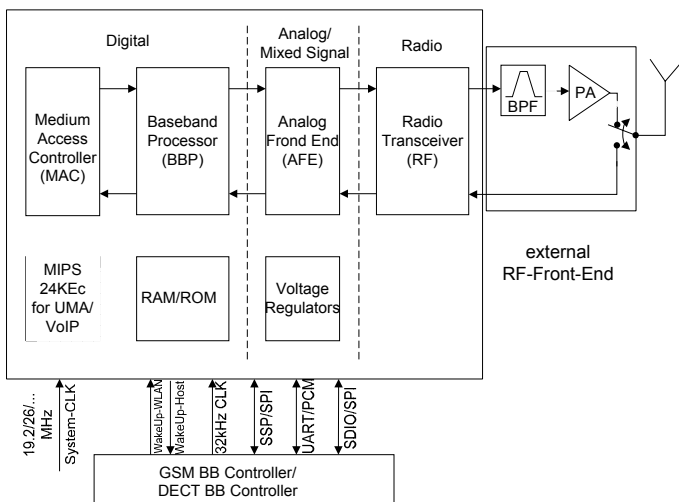 Digital
Analog/
Mixed Signal
Radio
Medium
Access
Controller
(MAC)
Baseband
Processor
(BBP)
Analog
Frond End
(AFE)
Radio
Transceiver
(RF)
BPF
PA
MIPS
24KEc
for UMA/
VoIP
RAM/ROM
Voltage
Regulators
external
RF-Front-End
19.2/26/...
MHz
System-CLK
WakeUp-WLAN
WakeUp-Host
32kHz CLK
SSP/SPI
UART/PCM
SDIO/SPI
GSM BB Controller/
DECT BB Controller